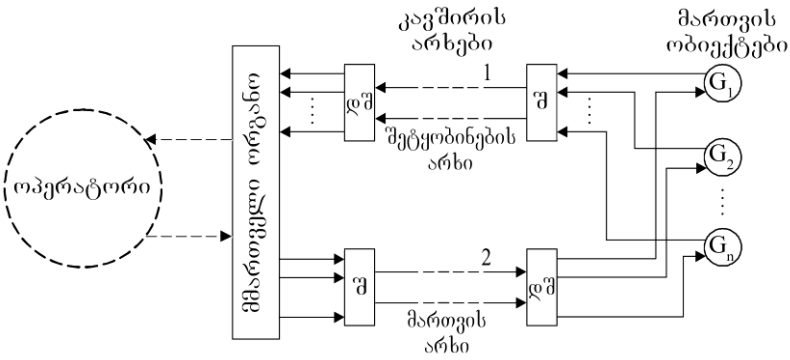 კავშირის
არხები
მართვის
ობიექტები
ოპერატორი
მმართველი ორგანო
დშ
1
შეტყობინების
არხი
შ
G1
G2
Gn
შ
2
მართვის
არხი
დშ